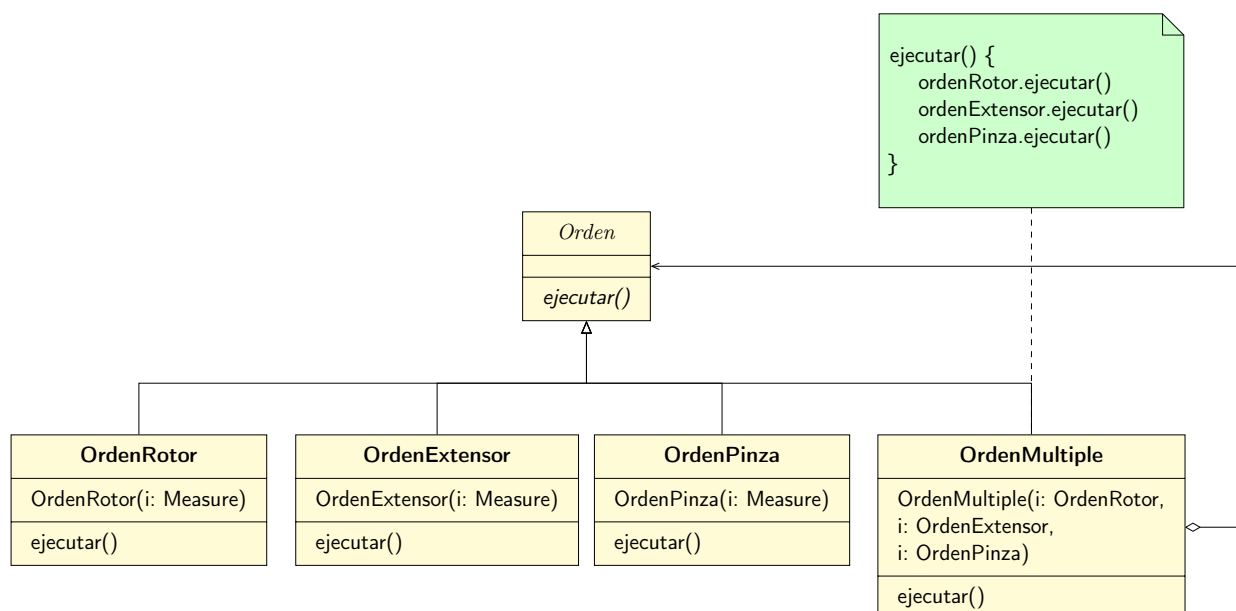 ejecutar() {
ordenRotor.ejecutar()
ordenExtensor.ejecutar()
ordenPinza.ejecutar()
}
Orden
ejecutar()
OrdenRotor
OrdenRotor(i: Measure)
ejecutar()
OrdenExtensor
OrdenExtensor(i: Measure)
ejecutar()
OrdenPinza
OrdenPinza(i: Measure)
ejecutar()
OrdenMultiple
OrdenMultiple(i: OrdenRotor,
i: OrdenExtensor,
i: OrdenPinza)
ejecutar()